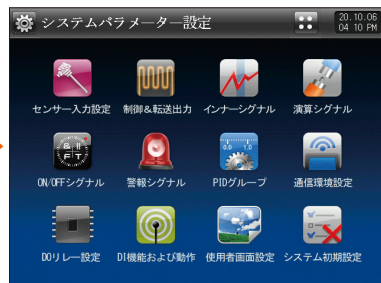 システムパラメーター設定
20.10.06
04 10 PM
センサー入力設定 制御&転送出力 インナーシグナル 演算シグナル
ON/OFFシグナル 警報シグナル PIDグループ 通信環境設定
DOリレー設定 DI機能および動作 使用者画面設定 システム初期設定